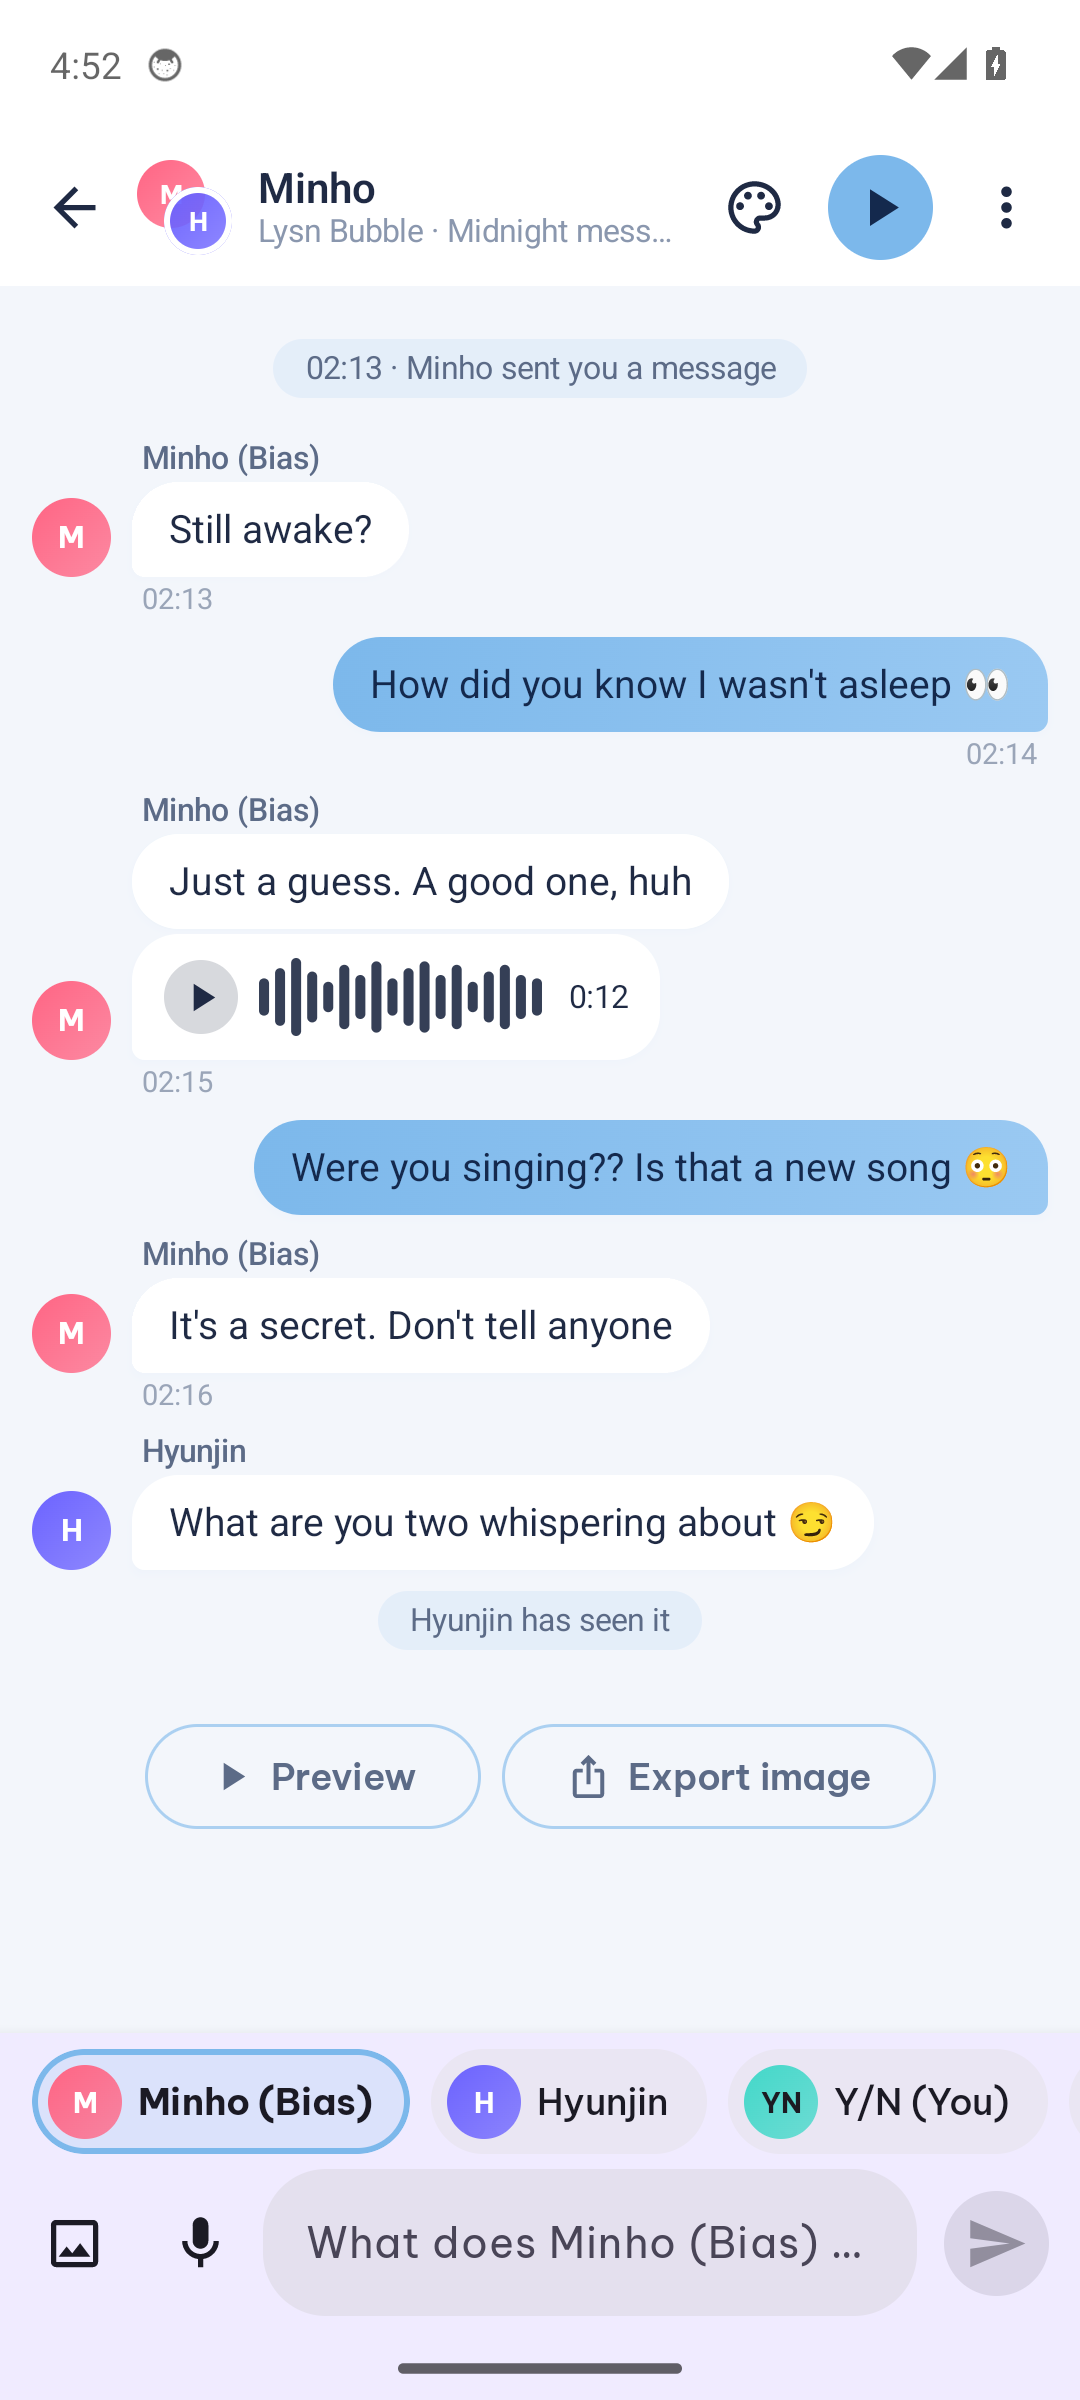 4:52
M
H
Minho
Lysn Bubble · Midnight mess...
02:13 · Minho sent you a message
Minho (Bias)
M
Still awake?
02:13
How did you know I wasn't asleep 👀
02:14
Minho (Bias)
Just a guess. A good one, huh
M
0:12
02:15
Were you singing?? Is that a new song 😳
Minho (Bias)
M
It's a secret. Don't tell anyone
02:16
Hyunjin
H
What are you two whispering about 😏
Hyunjin has seen it
Preview
Export image
M
Minho (Bias)
H
Hyunjin
YN
Y/N (You)
What does Minho (Bias) ...